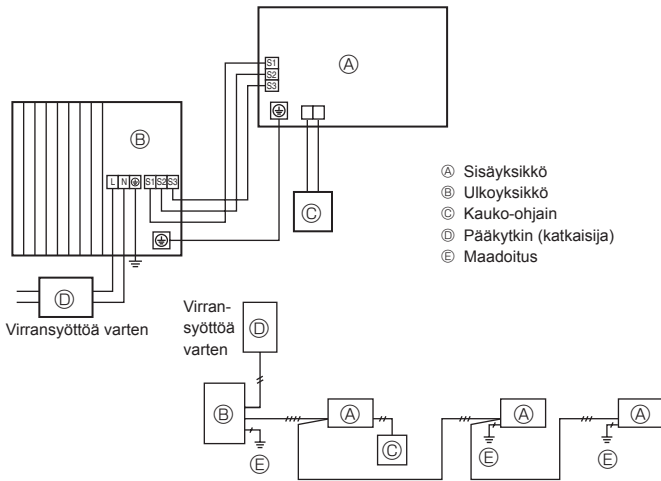 S1
S2
S3
Ⓐ
Ⓑ
L N S1 S2 S3
Ⓒ
Ⓓ
Virransyöttöä varten
Ⓐ Sisäyksikkö
Ⓑ Ulkoyksikkö
Ⓒ Kauko-ohjain
Ⓓ Pääkytkin (katkaisija)
Ⓔ Maadoitus
Virran-
syöttöä
varten
Ⓓ
Ⓑ Ⓐ Ⓐ Ⓐ
Ⓒ
Ⓔ Ⓔ Ⓔ